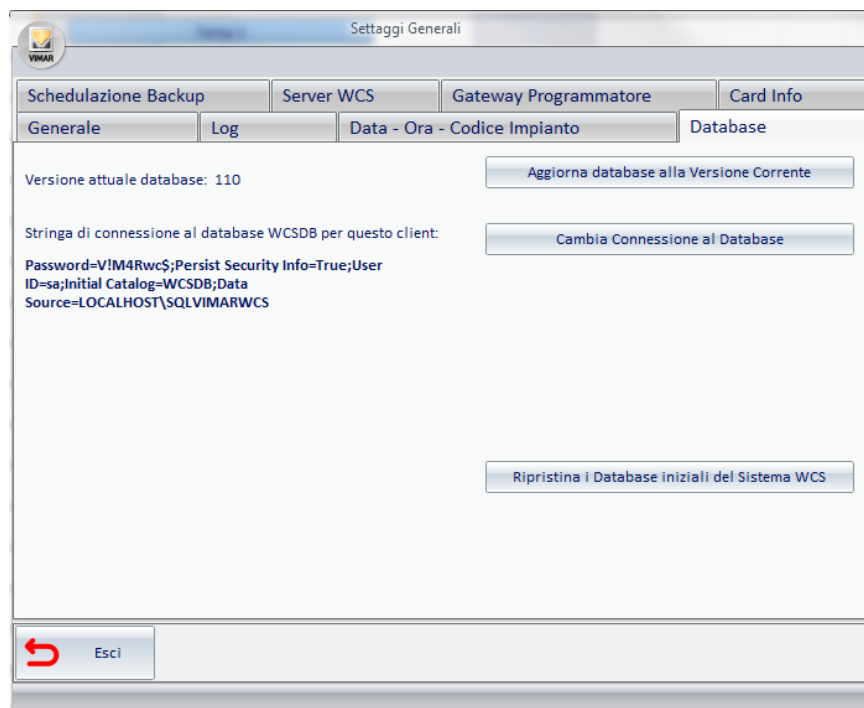 Settaggi Generali
VIMAR
Schedulazione Backup
Server WCS
Gateway Programmatore
Card Info
Generale
Log
Data - Ora - Codice Impianto
Database
Versione attuale database: 110
Aggiorna database alla Versione Corrente
Stringa di connessione al database WCSDB per questo client:
Cambia Connessione al Database
Password=V!M4Rwc$;Persist Security Info=True;User
ID=sa;Initial Catalog=WCSDB;Data
Source=LOCALHOST\SQLVIMARWCS
Ripristina i Database iniziali del Sistema WCS
Esci